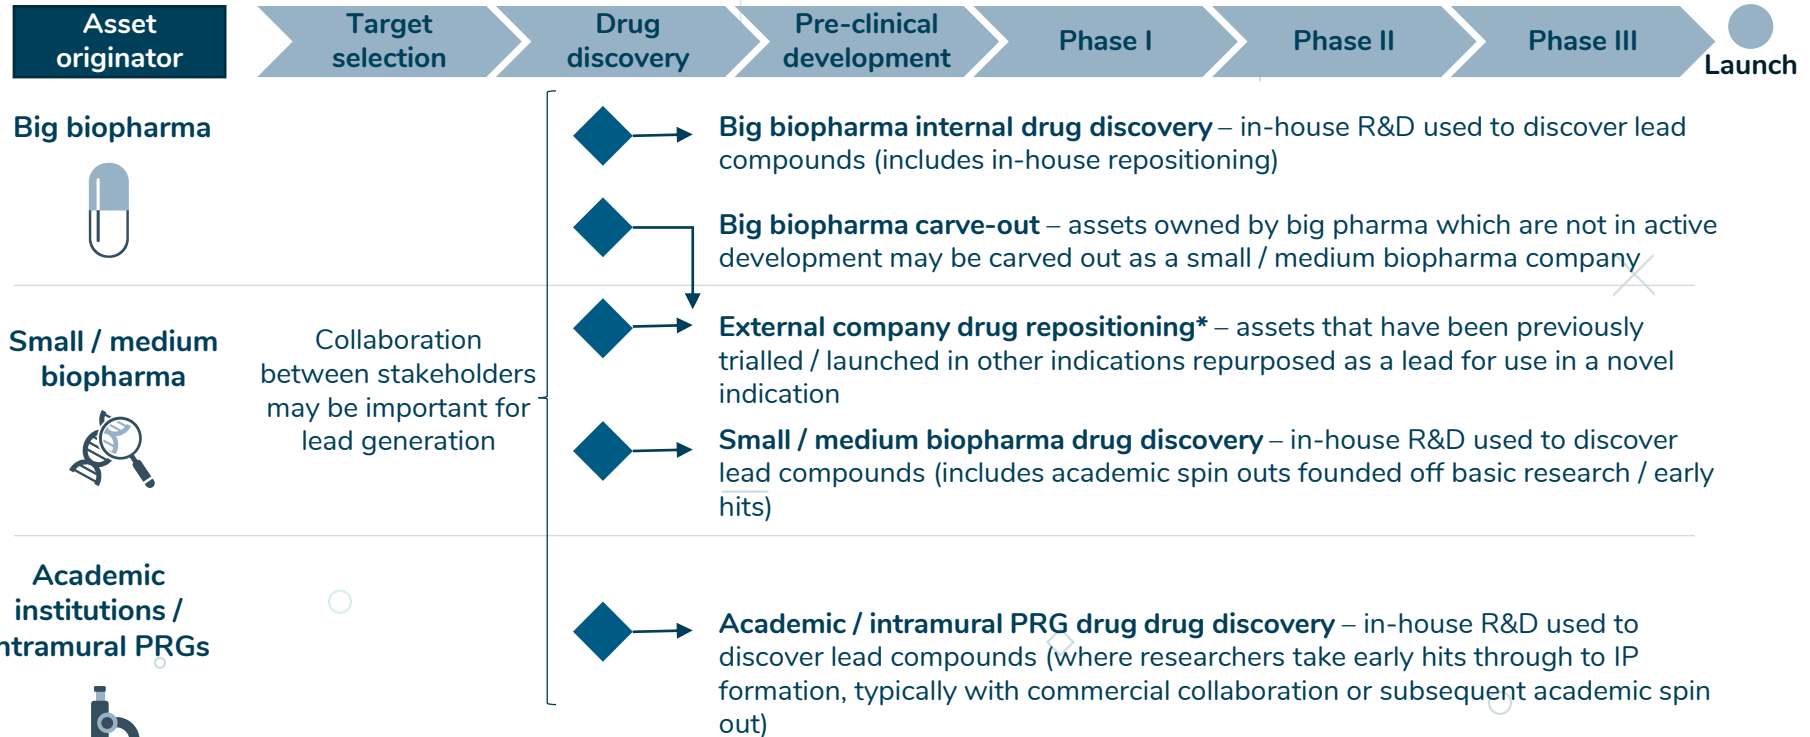 Asset
originator
Target
selection
Drug
discovery
Pre-clinical
development
Phase I
Phase II
Phase III
Launch
Big biopharma
Big biopharma internal drug discovery – in-house R&D used to discover lead
compounds (includes in-house repositioning)
Big biopharma carve-out – assets owned by big pharma which are not in active
development may be carved out as a small / medium biopharma company
Small / medium
biopharma
Collaboration
between stakeholders
may be important for
lead generation
External company drug repositioning* – assets that have been previously
trialled / launched in other indications repurposed as a lead for use in a novel
indication
Small / medium biopharma drug discovery – in-house R&D used to discover
lead compounds (includes academic spin outs founded off basic research / early
hits)
Academic
institutions /
ntramural PRGs
Academic / intramural PRG drug drug discovery – in-house R&D used to
discover lead compounds (where researchers take early hits through to IP
formation, typically with commercial collaboration or subsequent academic spin
out)